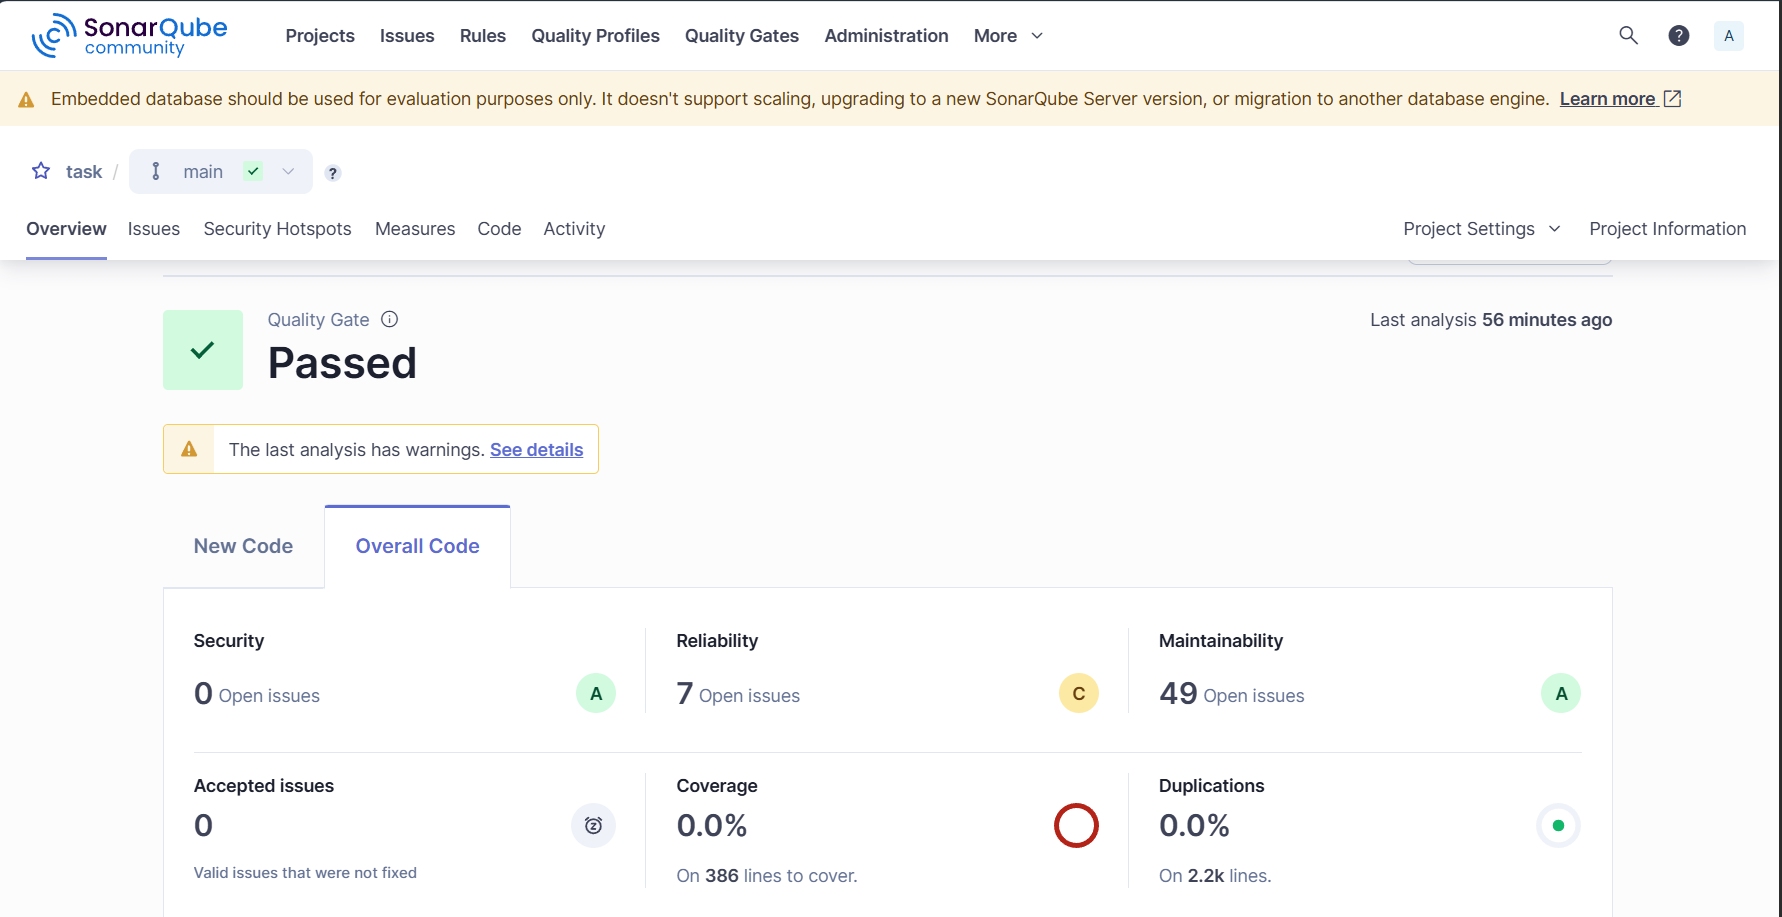 SonarQube
community
Projects Issues Rules Quality Profiles Quality Gates Administration More
? A
Embedded database should be used for evaluation purposes only. It doesn't support scaling, upgrading to a new SonarQube Server version, or migration to another database engine. Learn more
task / main ?
Overview Issues Security Hotspots Measures Code Activity Project Settings Project Information
Quality Gate
Last analysis 56 minutes ago
Passed
The last analysis has warnings. See details
New Code Overall Code
Security Reliability Maintainability
0 Open issues A 7 Open issues C 49 Open issues A
Accepted issues Coverage Duplications
0 0.0% 0.0%
Valid issues that were not fixed On 386 lines to cover. On 2.2k lines.